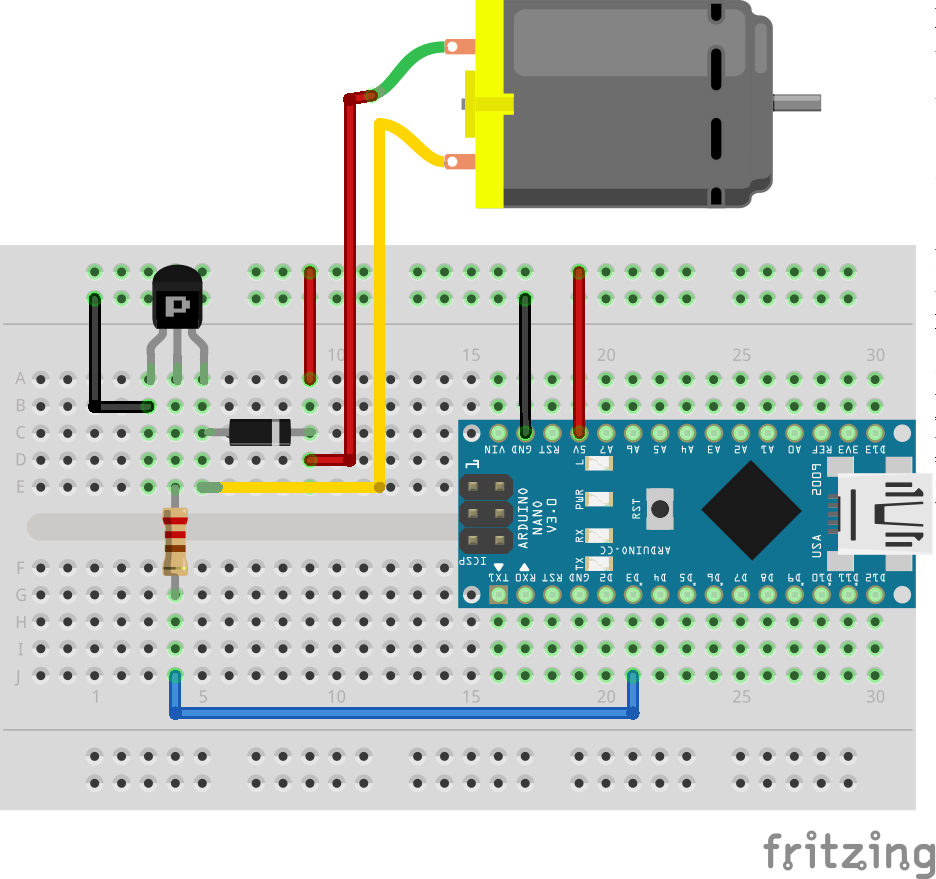 P
10 15 20 25 30
A
B
C
D
E
F
G
H
I
J
VIN GND RST 5V A7 A6 A5 A4 A3 A2 A1 A0 REF 3V3 D13
1
L
PWR
RX
TX
RST
ARDUINO
NANO
V3.0
ICSP
ARDUINO.CC
2009
USA
TX1 RX0 RST GND D2 D3 D4 D5 D6 D7 D8 D9 D10 D11 D12
1 5 10 15 20 25 30
fritzing